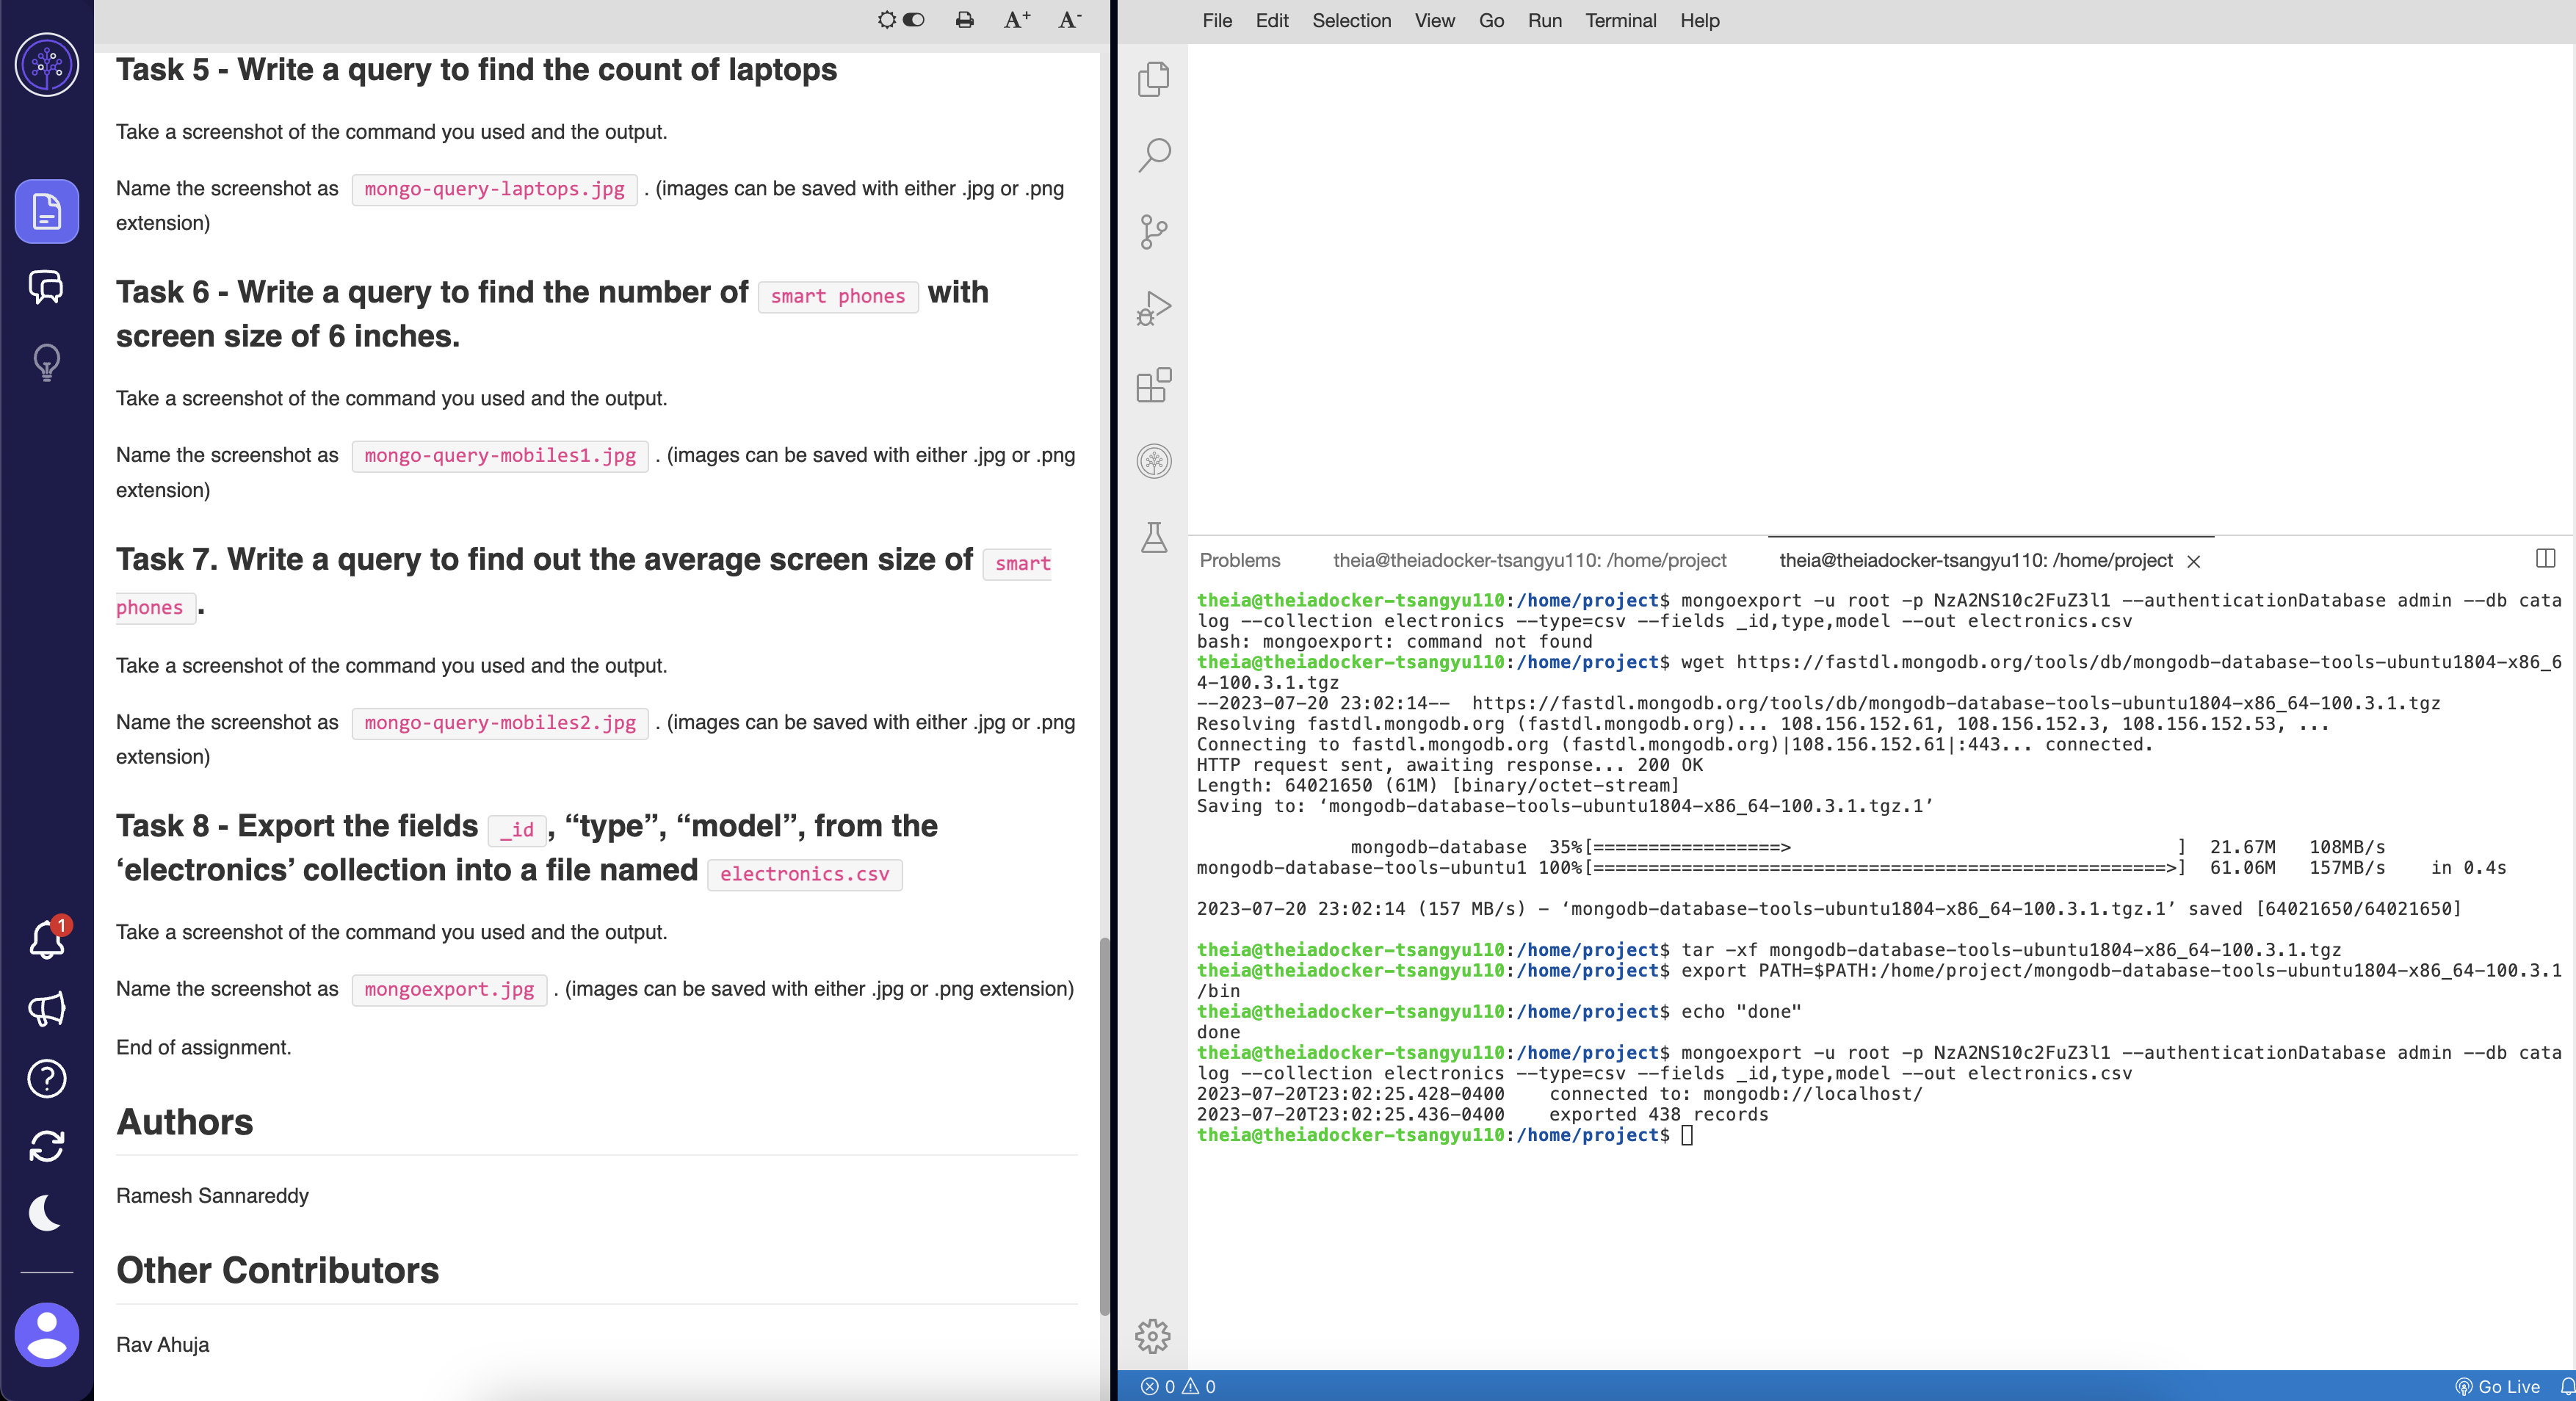 A+ A-
Task 5 - Write a query to find the count of laptops
Take a screenshot of the command you used and the output.
Name the screenshot as mongo-query-laptops.jpg . (images can be saved with either .jpg or .png
extension)
Task 6 - Write a query to find the number of smart phones with
screen size of 6 inches.
Take a screenshot of the command you used and the output.
Name the screenshot as mongo-query-mobiles1.jpg . (images can be saved with either .jpg or .png
extension)
Task 7. Write a query to find out the average screen size of smart
phones .
Take a screenshot of the command you used and the output.
Name the screenshot as mongo-query-mobiles2.jpg . (images can be saved with either .jpg or .png
extension)
Task 8 - Export the fields _id , “type”, “model”, from the
‘electronics’ collection into a file named electronics.csv
Take a screenshot of the command you used and the output.
Name the screenshot as mongoexport.jpg . (images can be saved with either .jpg or .png extension)
End of assignment.
Authors
Ramesh Sannareddy
Other Contributors
Rav Ahuja
1
File Edit Selection View Go Run Terminal Help
Problems theia@theiadocker-tsangyu110: /home/project theia@theiadocker-tsangyu110: /home/project
theia@theiadocker-tsangyu110:/home/project$ mongoexport -u root -p NzA2NS10c2FuZ3l1 --authenticationDatabase admin --db cata
log --collection electronics --type=csv --fields _id,type,model --out electronics.csv
bash: mongoexport: command not found
theia@theiadocker-tsangyu110:/home/project$ wget https://fastdl.mongodb.org/tools/db/mongodb-database-tools-ubuntu1804-x86_6
4-100.3.1.tgz
--2023-07-20 23:02:14--  https://fastdl.mongodb.org/tools/db/mongodb-database-tools-ubuntu1804-x86_64-100.3.1.tgz
Resolving fastdl.mongodb.org (fastdl.mongodb.org)... 108.156.152.61, 108.156.152.3, 108.156.152.53, ...
Connecting to fastdl.mongodb.org (fastdl.mongodb.org)|108.156.152.61|:443... connected.
HTTP request sent, awaiting response... 200 OK
Length: 64021650 (61M) [binary/octet-stream]
Saving to: ‘mongodb-database-tools-ubuntu1804-x86_64-100.3.1.tgz.1’
mongodb-database 35%[=================> ] 21.67M 108MB/s
mongodb-database-tools-ubuntu1 100%[====================================================>] 61.06M 157MB/s in 0.4s
2023-07-20 23:02:14 (157 MB/s) - ‘mongodb-database-tools-ubuntu1804-x86_64-100.3.1.tgz.1’ saved [64021650/64021650]
theia@theiadocker-tsangyu110:/home/project$ tar -xf mongodb-database-tools-ubuntu1804-x86_64-100.3.1.tgz
theia@theiadocker-tsangyu110:/home/project$ export PATH=$PATH:/home/project/mongodb-database-tools-ubuntu1804-x86_64-100.3.1
/bin
theia@theiadocker-tsangyu110:/home/project$ echo "done"
done
theia@theiadocker-tsangyu110:/home/project$ mongoexport -u root -p NzA2NS10c2FuZ3l1 --authenticationDatabase admin --db cata
log --collection electronics --type=csv --fields _id,type,model --out electronics.csv
2023-07-20T23:02:25.428-0400 connected to: mongodb://localhost/
2023-07-20T23:02:25.436-0400 exported 438 records
theia@theiadocker-tsangyu110:/home/project$
0 0 Go Live